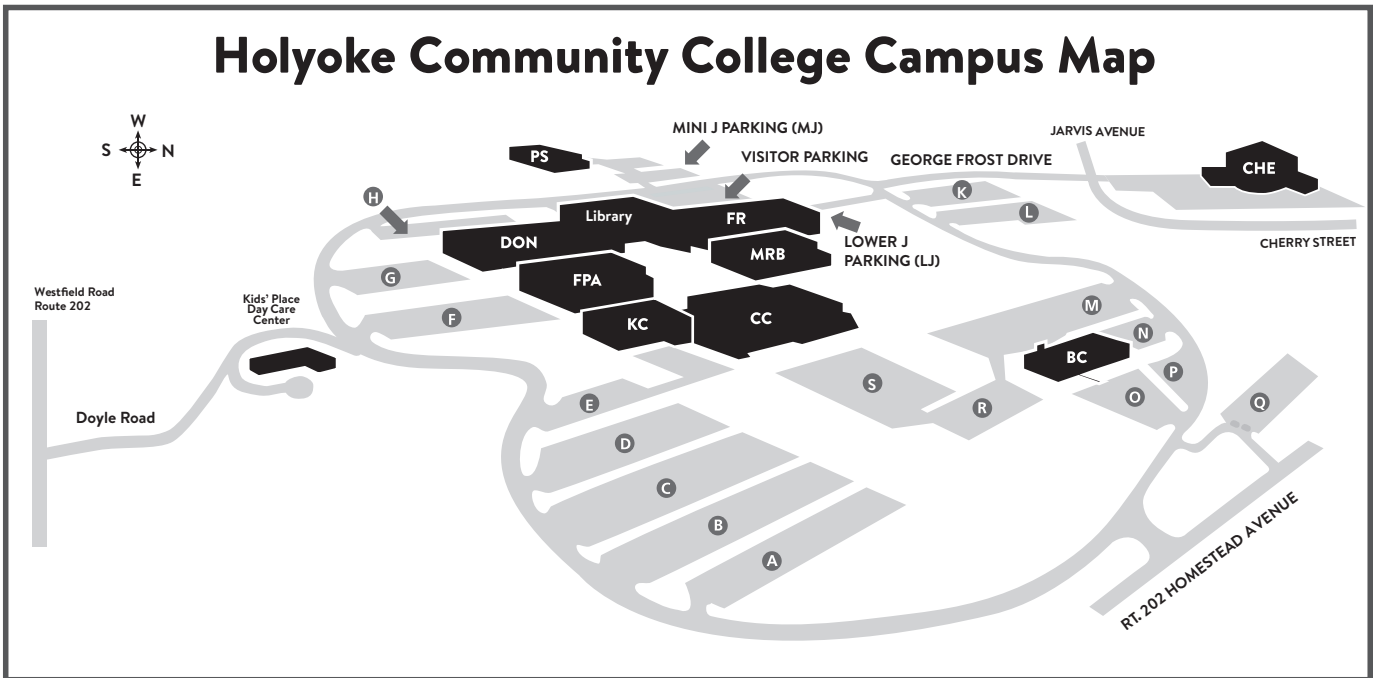 Holyoke Community College Campus Map
W
S
N
E
MINI J PARKING (MJ)
VISITOR PARKING
GEORGE FROST DRIVE
JARVIS AVENUE
CHERRY STREET
PS
CHE
H
K
L
Library
FR
DON
MRB
LOWER J
PARKING (LJ)
G
FPA
F
KC
CC
M
N
BC
P
O
Q
S
R
E
D
C
B
A
Westfield Road
Route 202
Kids' Place
Day Care
Center
Doyle Road
RT. 202 HOMESTEAD AVENUE